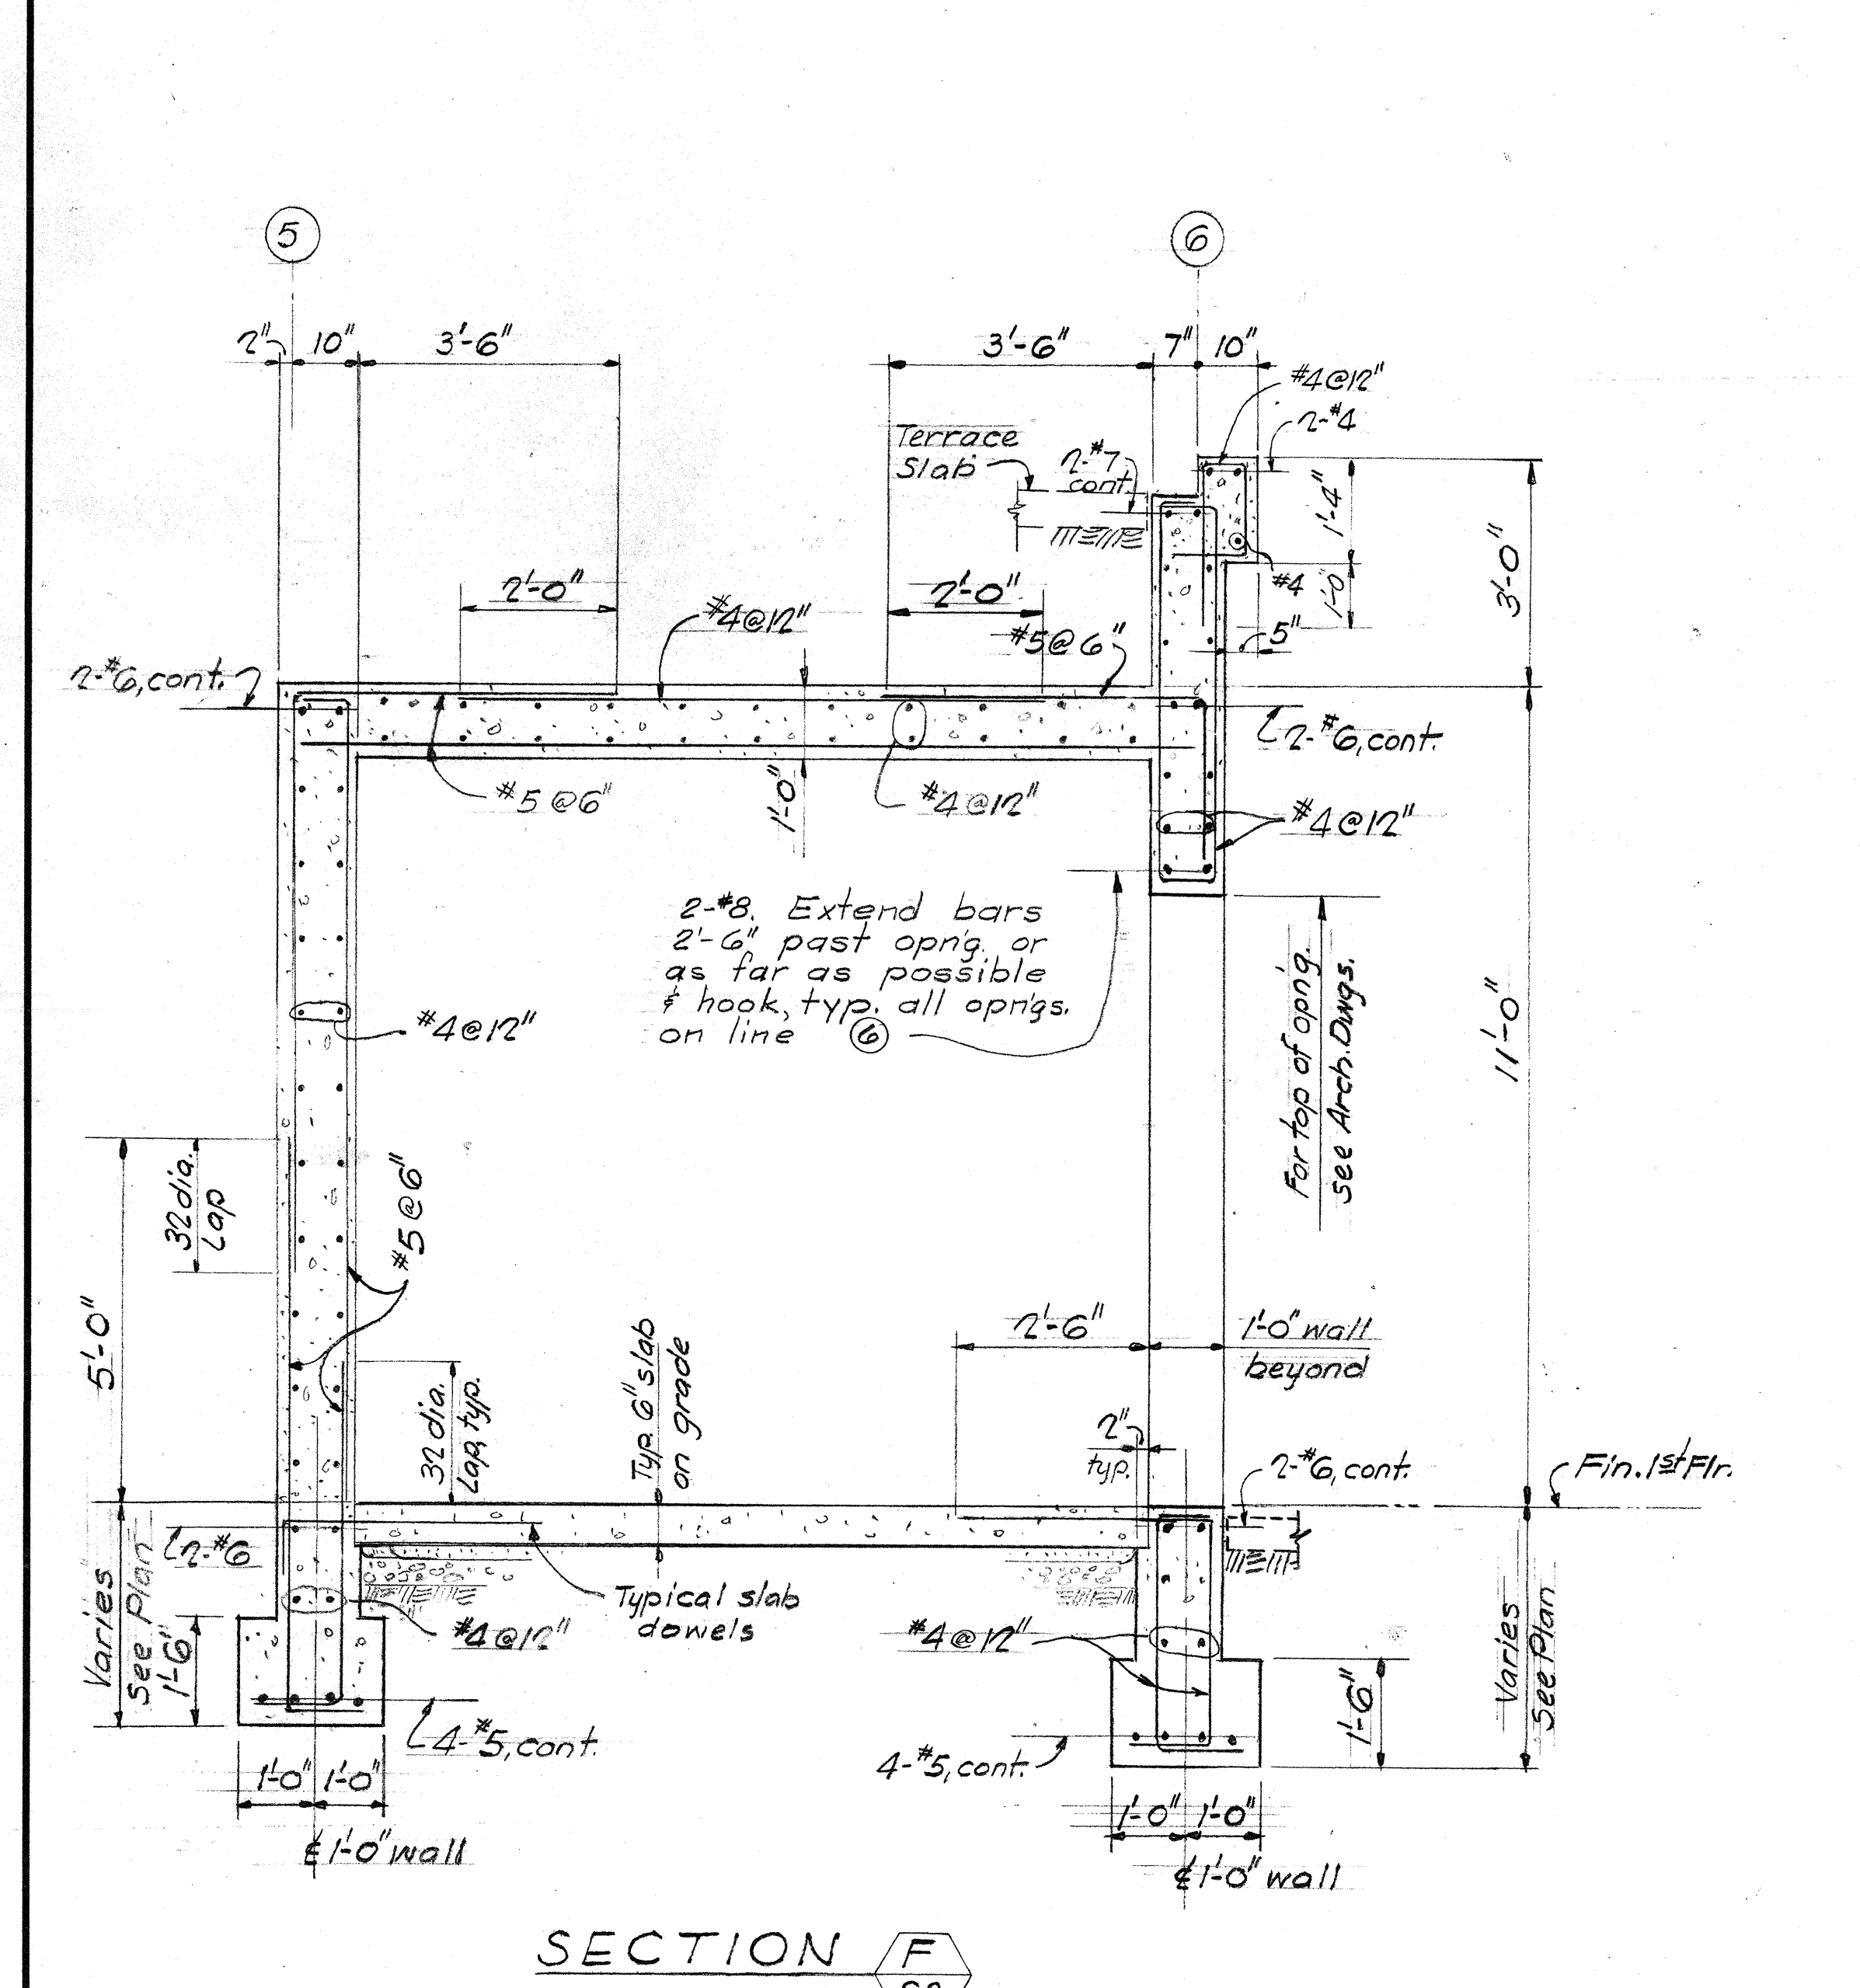 5
6
2" 10" 3'-6"
3'-6" 7" 10"
#4@12"
2-#4
Terrace
Slab
2-#7
cont.
1'-4"
3'-0"
#4
1'-0"
5"
2'-0"
#4@12"
2'-0"
#5@6"
2-#6, cont.
2-#6, cont.
#5@6"
1'-0"
#4@12"
#4@12"
2-#8. Extend bars
2'-6" past opn'g. or
as far as possible
& hook, typ. all opn'gs.
on line 6
#4@12"
For top of opn'g.
see Arch. Dwgs.
11'-0"
32 dia.
Lap
#5@6"
5'-0"
2'-6"
1'-0" wall
beyond
32 dia.
Lap, typ.
Typ. 6" slab
on grade
2"
typ.
2-#6, cont.
Fin. 1st Flr.
2-#6
Varies
See Plan
1'-6"
Typical slab
dowels
#4@12"
#4@12"
1'-6"
Varies
See Plan
4-#5, cont.
4-#5, cont.
1'-0" 1'-0"
1'-0" 1'-0"
℄ 1'-0" wall
℄ 1'-0" wall
SECTION F